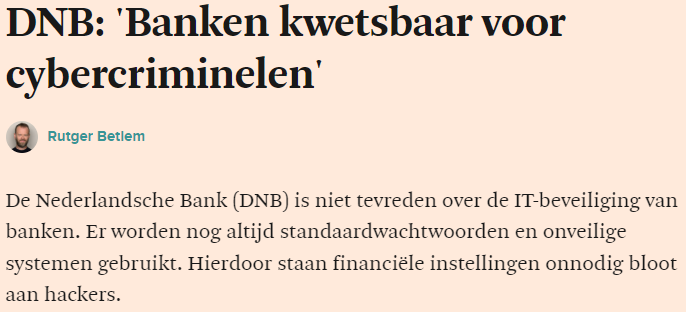 DNB: 'Banken kwetsbaar voor
cybercriminelen'
Rutger Betlem
De Nederlandsche Bank (DNB) is niet tevreden over de IT-beveiliging van
banken. Er worden nog altijd standaardwachtwoorden en onveilige
systemen gebruikt. Hierdoor staan financiële instellingen onnodig bloot
aan hackers.